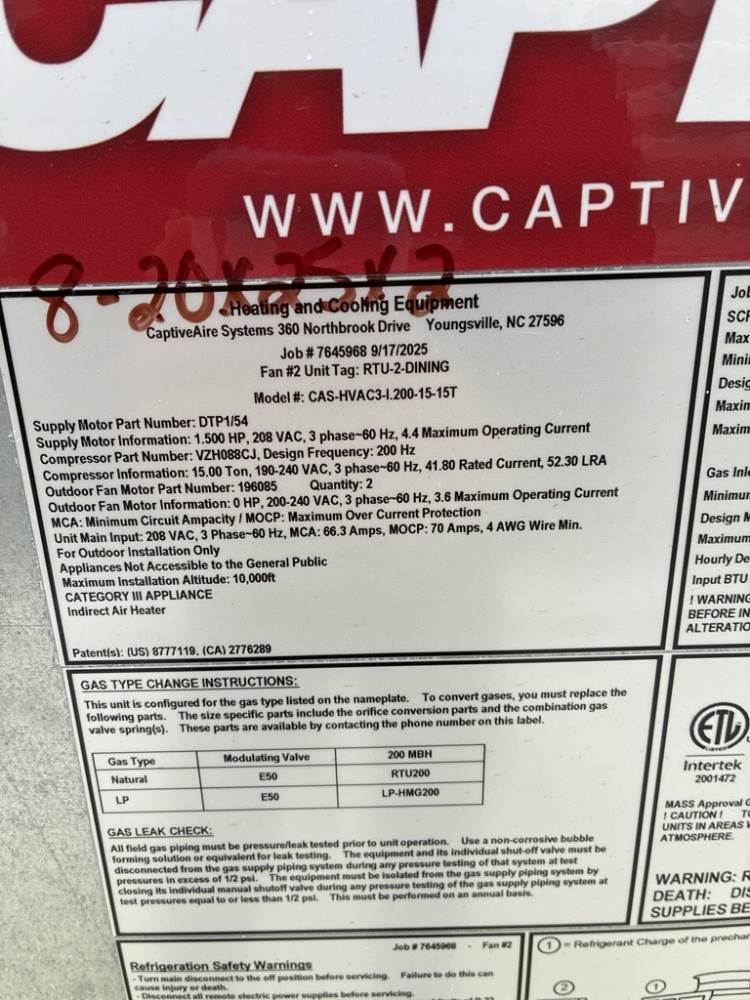 CAP
WWW.CAPTIV
8-20x25x2
Heating and Cooling Equipment
CaptiveAire Systems 360 Northbrook Drive Youngsville, NC 27596
Job # 7645968 9/17/2025
Fan #2 Unit Tag: RTU-2-DINING
Model #: CAS-HVAC3-I.200-15-15T
Supply Motor Part Number: DTP1/54
Supply Motor Information: 1.500 HP, 208 VAC, 3 phase~60 Hz, 4.4 Maximum Operating Current
Compressor Part Number: VZH088CJ, Design Frequency: 200 Hz
Compressor Information: 15.00 Ton, 190-240 VAC, 3 phase~60 Hz, 41.80 Rated Current, 52.30 LRA
Outdoor Fan Motor Part Number: 196085 Quantity: 2
Outdoor Fan Motor Information: 0 HP, 200-240 VAC, 3 phase~60 Hz, 3.6 Maximum Operating Current
MCA: Minimum Circuit Ampacity / MOCP: Maximum Over Current Protection
Unit Main Input: 208 VAC, 3 Phase~60 Hz, MCA: 66.3 Amps, MOCP: 70 Amps, 4 AWG Wire Min.
For Outdoor Installation Only
Appliances Not Accessible to the General Public
Maximum Installation Altitude: 10,000ft
CATEGORY III APPLIANCE
Indirect Air Heater
Patent(s): (US) 8777119. (CA) 2776289
GAS TYPE CHANGE INSTRUCTIONS:
This unit is configured for the gas type listed on the nameplate. To convert gases, you must replace the
following parts. The size specific parts include the orifice conversion parts and the combination gas
valve spring(s). These parts are available by contacting the phone number on this label.
Gas Type Modulating Valve 200 MBH
Natural E50 RTU200
LP E50 LP-HMG200
GAS LEAK CHECK:
All field gas piping must be pressure/leak tested prior to unit operation. Use a non-corrosive bubble
forming solution or equivalent for leak testing. The equipment and its individual shut-off valve must be
disconnected from the gas supply piping system during any pressure testing of that system at test
pressures in excess of 1/2 psi. The equipment must be isolated from the gas supply piping system by
closing its individual manual shutoff valve during any pressure testing of the gas supply piping system at
test pressures equal to or less than 1/2 psi. This must be performed on an annual basis.
Job # 7645968 - Fan #2
Refrigeration Safety Warnings
- Turn main disconnect to the off position before servicing. Failure to do this can
cause injury or death.
- Disconnect all remote electric power supplies before servicing.
Job
SCF
Max
Mini
Desig
Maxim
Maxim
Gas Inle
Minimum
Design M
Maximum
Hourly De
Input BTU
! WARNING
BEFORE IN
ALTERATIO
ETL
LISTED
Intertek
2001472
MASS Approval
! CAUTION !
UNITS IN AREAS
ATMOSPHERE.
WARNING: R
DEATH: DIS
SUPPLIES BE
1 = Refrigerant Charge of the prechar
2 1